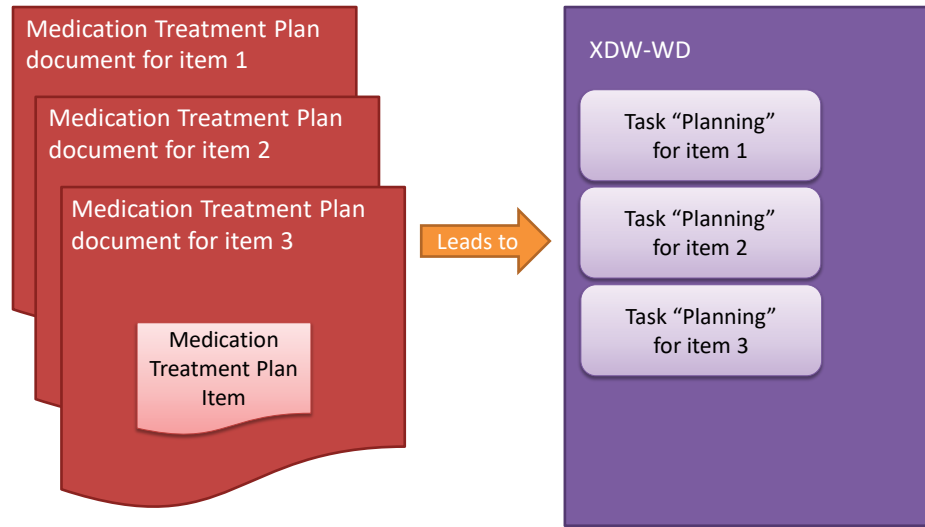 Medication Treatment Plan
document for item 1
Medication Treatment Plan
document for item 2
Medication Treatment Plan
document for item 3
Medication
Treatment Plan
Item
Leads to
XDW-WD
Task “Planning”
for item 1
Task “Planning”
for item 2
Task “Planning”
for item 3